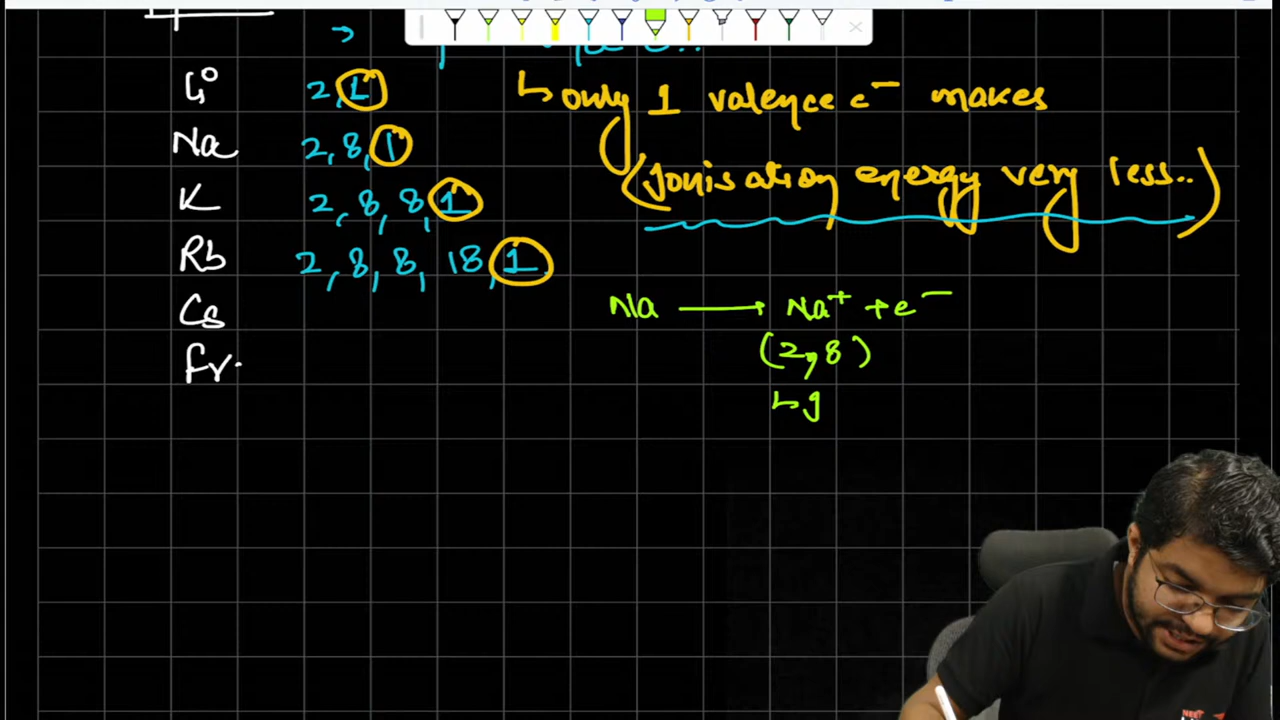 Li 2, 1
↳ only 1 valence e⁻ makes
Na 2, 8, 1
(Ionisation energy very less..)
K 2, 8, 8, 1
Rb 2, 8, 8, 18, 1
Cs
Na ⟶ Na⁺ + e⁻
Fr
(2, 8)
NEET